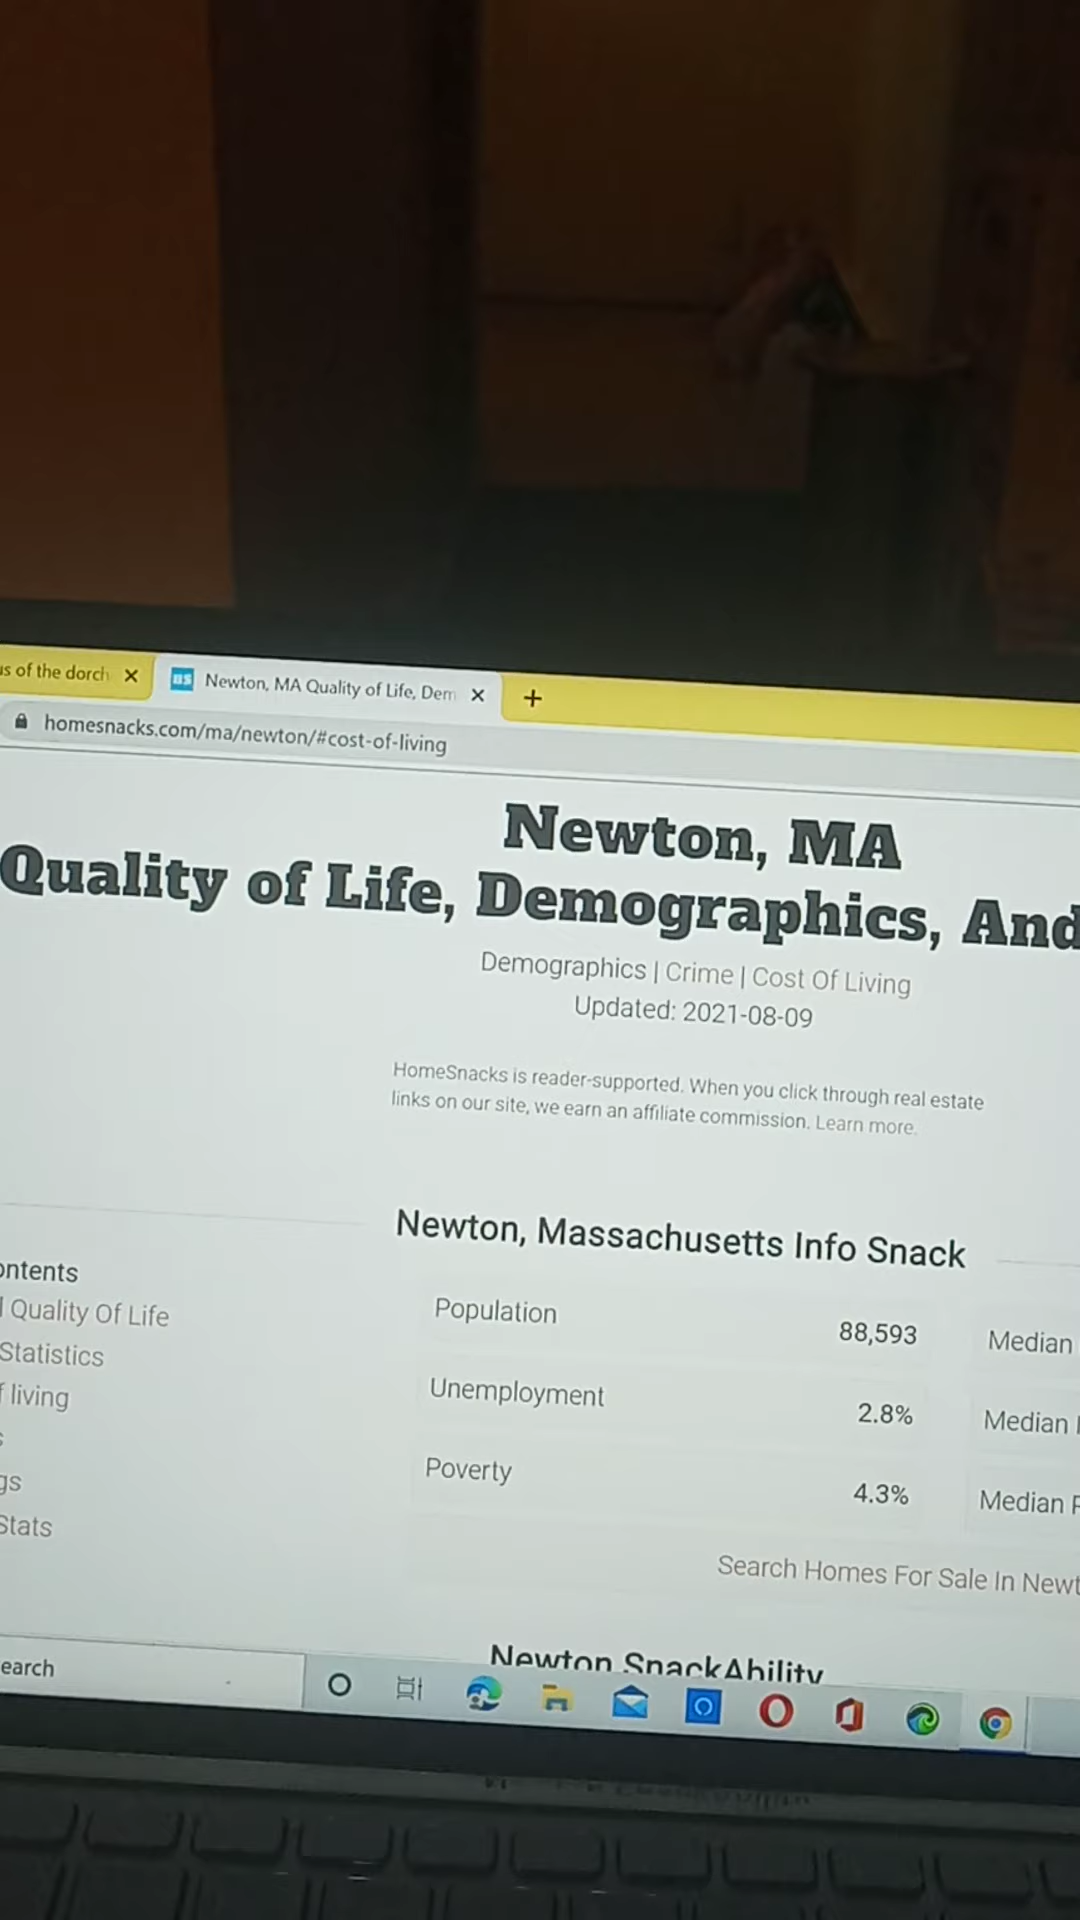 us of the dorch
Newton, MA Quality of Life, Dem
homesnacks.com/ma/newton/#cost-of-living
Newton, MA
Quality of Life, Demographics, And
Demographics | Crime | Cost Of Living
Updated: 2021-08-09
HomeSnacks is reader-supported. When you click through real estate
links on our site, we earn an affiliate commission. Learn more.
Newton, Massachusetts Info Snack
ontents
l Quality Of Life
Statistics
f living
s
gs
Stats
Population 88,593 Median
Unemployment 2.8% Median
Poverty 4.3% Median
Search Homes For Sale In Newt
Newton SnackAbility
earch